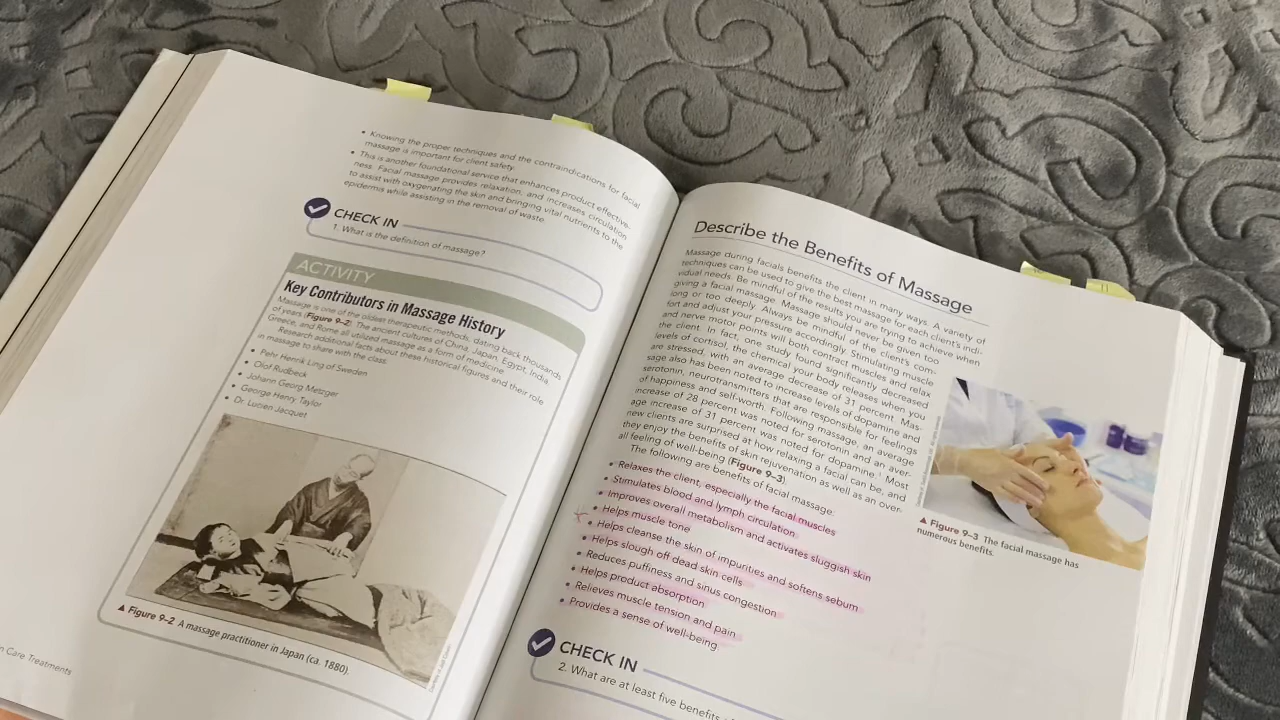 • Knowing the proper techniques and the contraindications for facial
massage is important for client safety.
• This is another foundational service that enhances product effective-
ness. Facial massage provides relaxation, and increases circulation
to assist with oxygenating the skin and bringing vital nutrients to the
epidermis while assisting in the removal of waste.
CHECK IN
1. What is the definition of massage?
ACTIVITY
Key Contributors in Massage History
Massage is one of the oldest therapeutic methods, dating back thousands
of years (Figure 9–2). The ancient cultures of China, Japan, Egypt, India,
Greece, and Rome all utilized massage as a form of medicine.
Research additional facts about these historical figures and their role
in massage to share with the class.
• Pehr Henrik Ling of Sweden
• Olof Rudbeck
• Johann Georg Metzger
• George Henry Taylor
• Dr. Lucien Jacquet
▲ Figure 9–2 A massage practitioner in Japan (ca. 1880).
n Care Treatments
Describe the Benefits of Massage
Massage during facials benefits the client in many ways. A variety of
techniques can be used to give the best massage for each client's indi-
vidual needs. Be mindful of the results you are trying to achieve when
giving a facial massage. Massage should never be given too
long or too deeply. Always be mindful of the client's com-
fort and adjust your pressure accordingly. Stimulating muscle
and nerve motor points will both contract muscles and relax
the client. In fact, one study found significantly decreased
levels of cortisol, the chemical your body releases when you
are stressed, with an average decrease of 31 percent. Mas-
sage also has been noted to increase levels of dopamine and
serotonin, neurotransmitters that are responsible for feelings
of happiness and self-worth. Following massage, an average
increase of 28 percent was noted for serotonin and an aver-
age increase of 31 percent was noted for dopamine.¹ Most
new clients are surprised at how relaxing a facial can be, and
they enjoy the benefits of skin rejuvenation as well as an over-
all feeling of well-being (Figure 9–3).
The following are benefits of facial massage:
• Relaxes the client, especially the facial muscles
• Stimulates blood and lymph circulation
• Improves overall metabolism and activates sluggish skin
• Helps muscle tone
• Helps cleanse the skin of impurities and softens sebum
• Helps slough off dead skin cells
• Reduces puffiness and sinus congestion
• Helps product absorption
• Relieves muscle tension and pain
• Provides a sense of well-being.
▲ Figure 9–3 The facial massage has
numerous benefits.
CHECK IN
2. What are at least five benefits